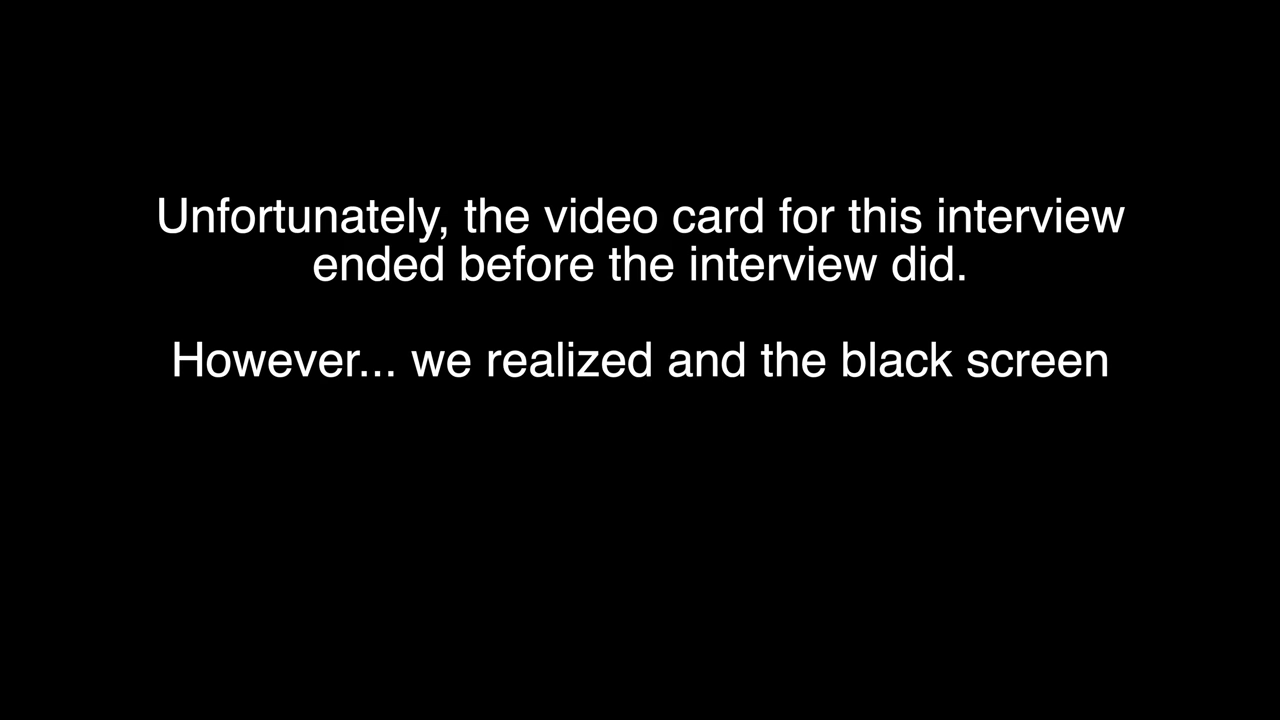 Unfortunately, the video card for this interview
ended before the interview did.
However... we realized and the black screen